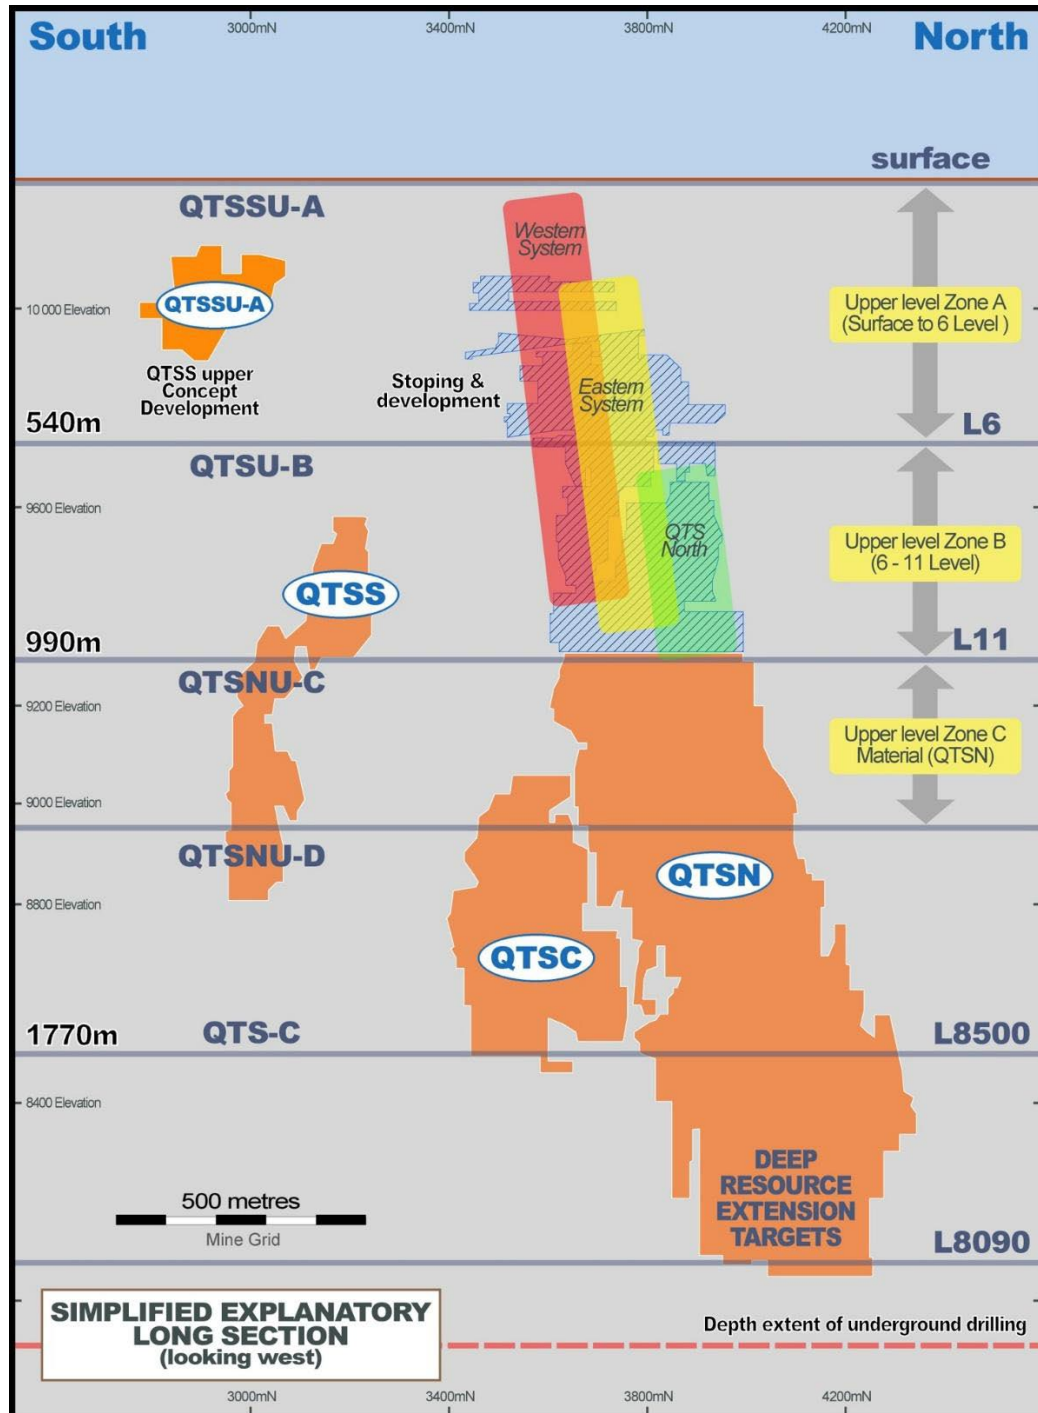 3000mN
3400mN
3800mN
4200mN
South
North
surface
QTSSU-A
Western
System
QTSSU-A
10 000 Elevation
Upper level Zone A
(Surface to 6 Level )
QTSS upper
Concept
Development
Stoping &
development
Eastern
System
540m
L6
QTSU-B
9600 Elevation
QTS
North
Upper level Zone B
(6 - 11 Level)
QTSS
990m
L11
QTSNU-C
9200 Elevation
Upper level Zone C
Material (QTSN)
9000 Elevation
QTSNU-D
QTSN
8800 Elevation
QTSC
1770m
QTS-C
L8500
8400 Elevation
DEEP
RESOURCE
EXTENSION
TARGETS
500 metres
Mine Grid
L8090
SIMPLIFIED EXPLANATORY
LONG SECTION
(looking west)
Depth extent of underground drilling
3000mN
3400mN
3800mN
4200mN